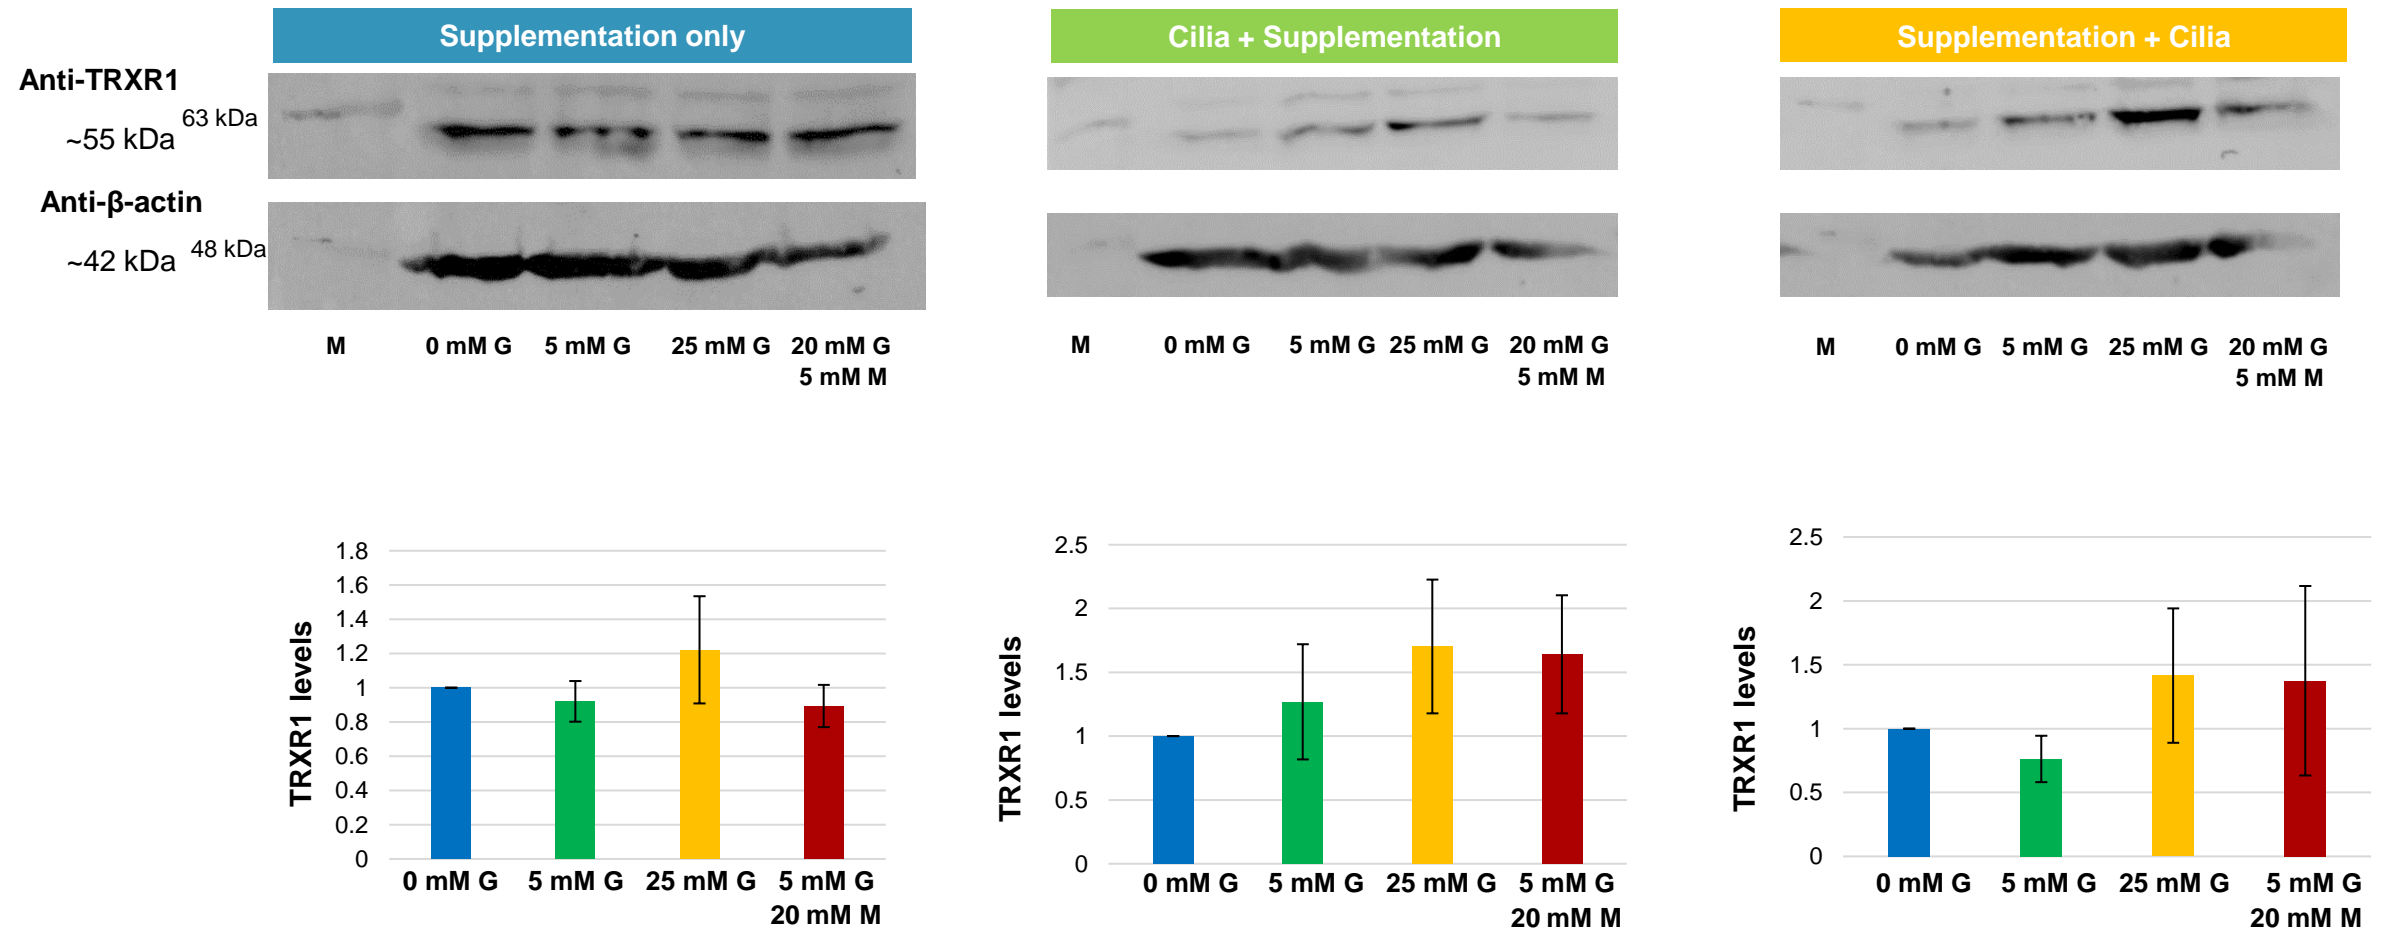 Supplementation only
Cilia + Supplementation
Supplementation + Cilia
Anti-TRXR1
63 kDa
~55 kDa
Anti-β-actin
48 kDa
~42 kDa
M 0 mM G 5 mM G 25 mM G 20 mM G
5 mM M
M 0 mM G 5 mM G 25 mM G 20 mM G
5 mM M
M 0 mM G 5 mM G 25 mM G 20 mM G
5 mM M
TRXR1 levels
1.8
1.6
1.4
1.2
1
0.8
0.6
0.4
0.2
0
0 mM G 5 mM G 25 mM G 5 mM G
20 mM M
TRXR1 levels
2.5
2
1.5
1
0.5
0
0 mM G 5 mM G 25 mM G 5 mM G
20 mM M
TRXR1 levels
2.5
2
1.5
1
0.5
0
0 mM G 5 mM G 25 mM G 5 mM G
20 mM M